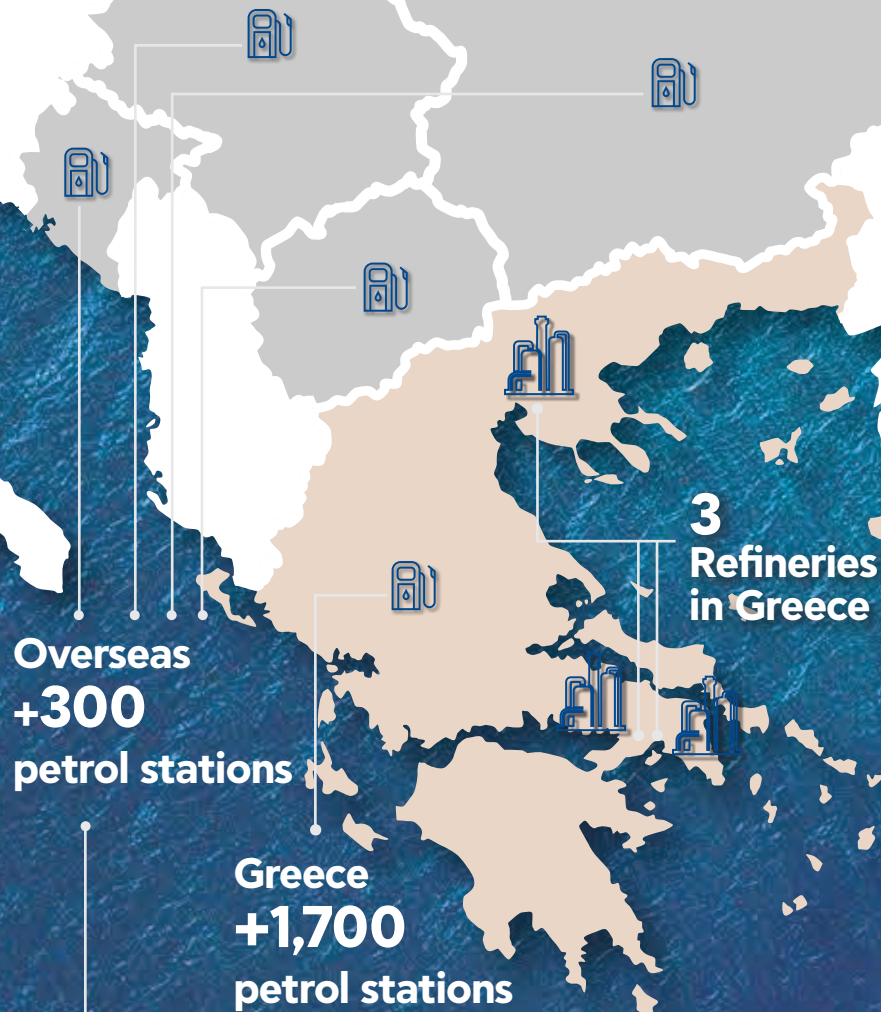 3
Refineries
in Greece
Overseas
+300
petrol stations
Greece
+1,700
petrol stations